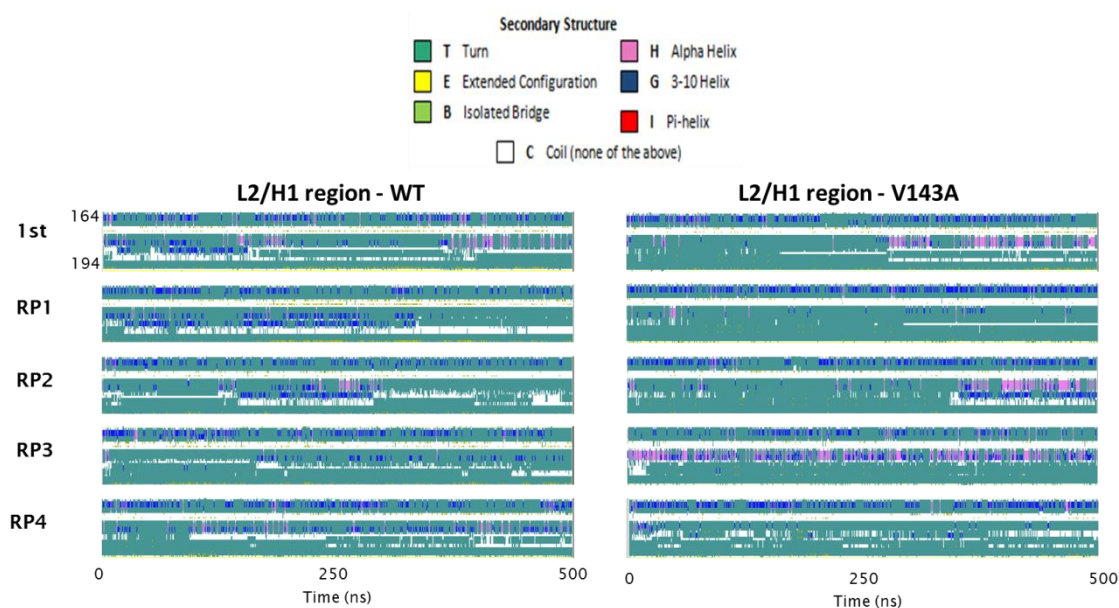 Secondary Structure
T Turn
H Alpha Helix
E Extended Configuration
G 3-10 Helix
B Isolated Bridge
I Pi-helix
C Coil (none of the above)
L2/H1 region - WT
L2/H1 region - V143A
1st
164
194
RP1
RP2
RP3
RP4
0 250 500
0 250 500
Time (ns)
Time (ns)